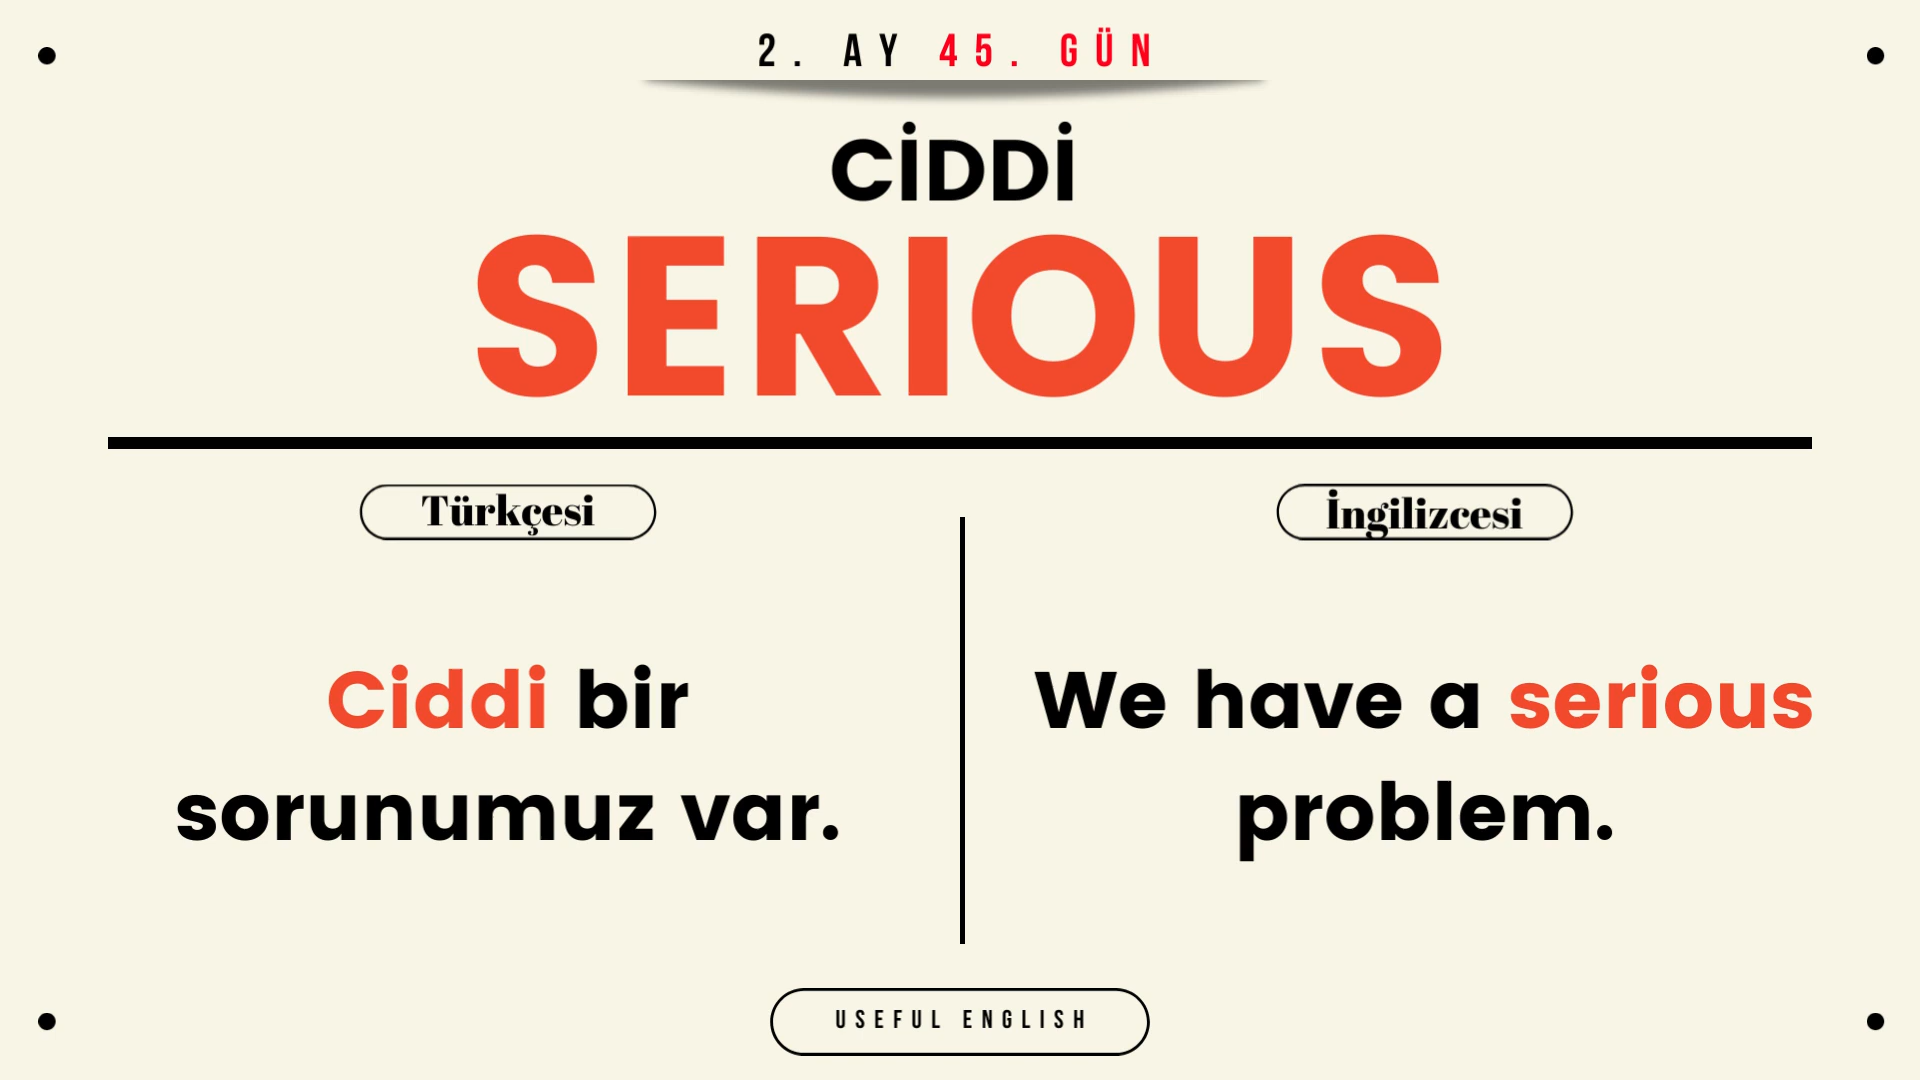 2. AY 45. GÜN
CİDDİ
SERIOUS
Türkçesi
Ciddi bir
sorunumuz var.
İngilizcesi
We have a serious
problem.
USEFUL ENGLISH